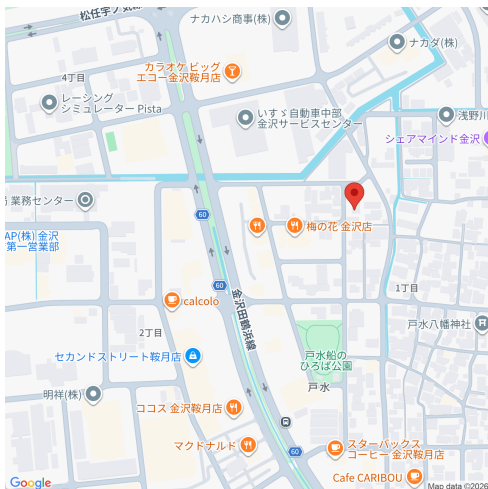 松任宇ノ気線
ナカハシ商事(株)
ナカダ(株)
カラオケ ビッグ
エコー金沢鞍月店
4丁目
レーシング
シミュレーター Pista
いすゞ自動車中部
金沢サービスセンター
浅野川
シェアマインド金沢
業務センター
60
梅の花 金沢店
AP(株) 金沢
第一営業部
60
1丁目
calcolo
金沢田鶴浜線
戸水八幡神社
2丁目
セカンドストリート鞍月店
戸水船の
ひろば公園
戸水
明祥(株)
ココス 金沢鞍月店
マクドナルド
60
スターバックス
コーヒー 金沢鞍月店
Cafe CARIBOU
Google
Map data ©2026